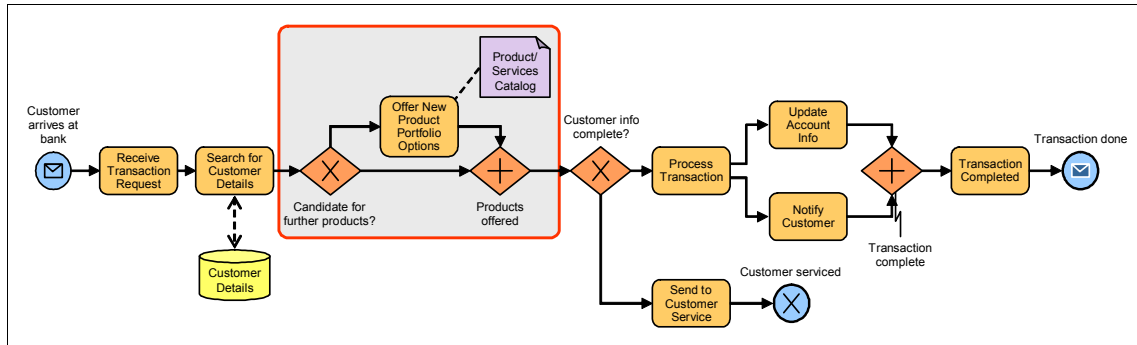 Customer
arrives at
bank
Receive
Transaction
Request
Search for
Customer
Details
Customer
Details
Candidate for
further products?
Offer New
Product
Portfolio
Options
Product/
Services
Catalog
Products
offered
Customer info
complete?
Process
Transaction
Update
Account
Info
Notify
Customer
Transaction
complete
Transaction
Completed
Transaction done
Send to
Customer
Service
Customer serviced